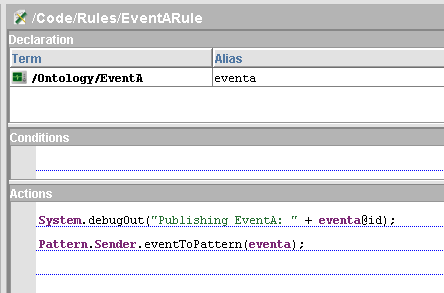 /Code/Rules/EventARule
Declaration
Term Alias
/Ontology/EventA eventa
Conditions
Actions
System.debugOut("Publishing EventA: " + eventa@id);
Pattern.Sender.eventToPattern(eventa);